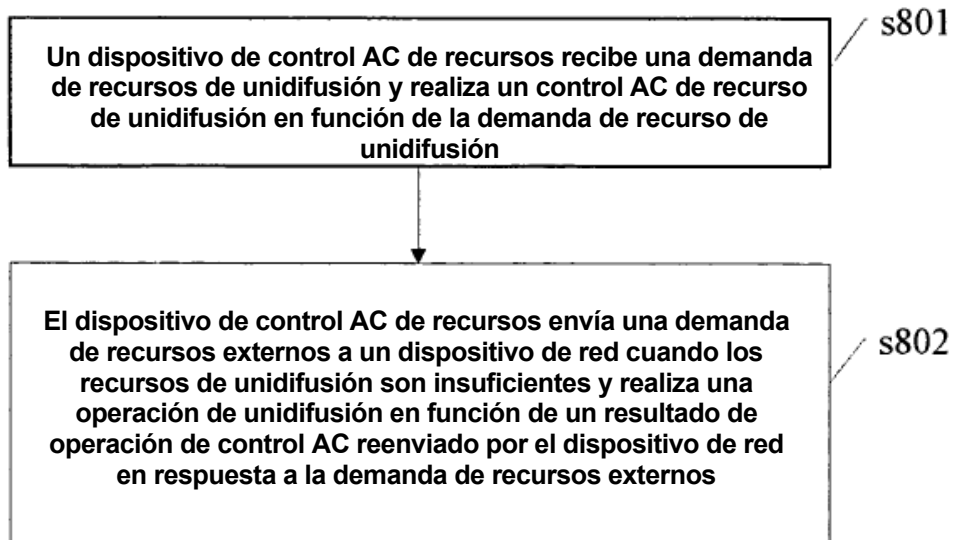 s801
Un dispositivo de control AC de recursos recibe una demanda
de recursos de unidifusión y realiza un control AC de recurso
de unidifusión en función de la demanda de recurso de
unidifusión
El dispositivo de control AC de recursos envía una demanda
de recursos externos a un dispositivo de red cuando los
recursos de unidifusión son insuficientes y realiza una
operación de unidifusión en función de un resultado de
operación de control AC reenviado por el dispositivo de red
en respuesta a la demanda de recursos externos
s802